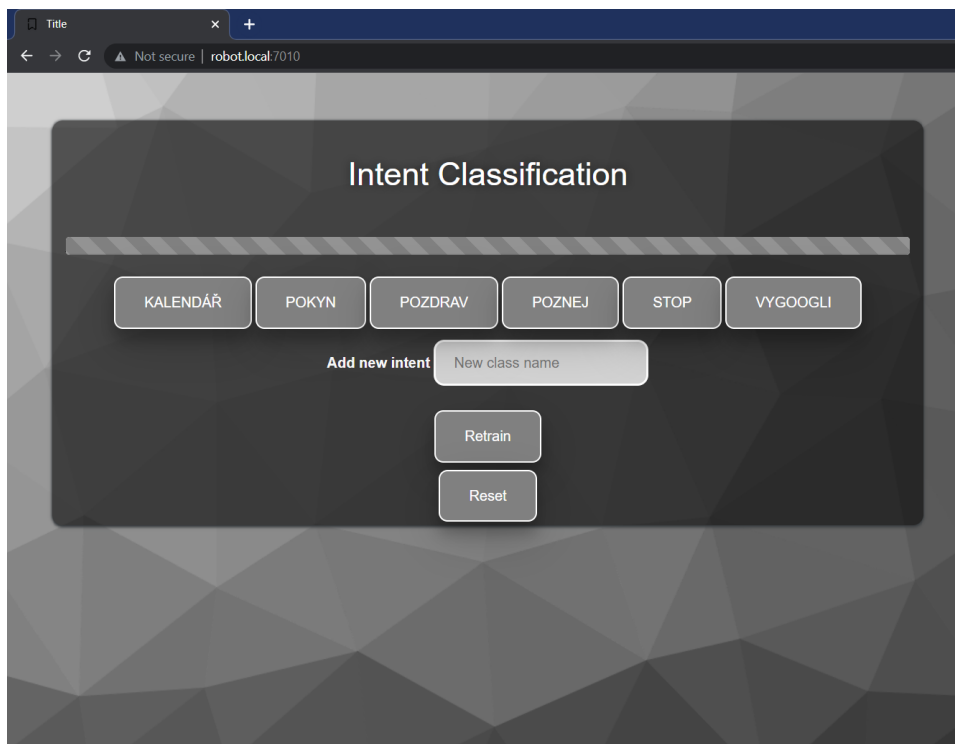 Title
Not secure | robot.local:7010
Intent Classification
KALENDÁŘ POKYN POZDRAV POZNEJ STOP VYGOOGLI
Add new intent New class name
Retrain
Reset